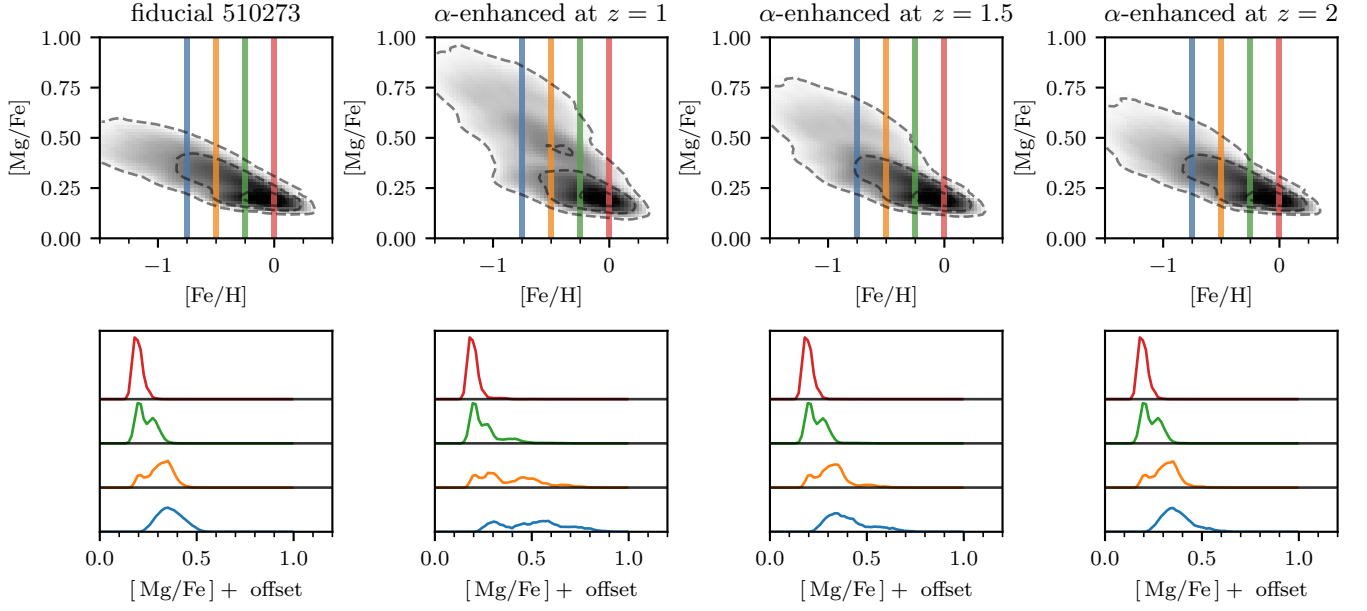 fiducial 510273
α-enhanced at z = 1
α-enhanced at z = 1.5
α-enhanced at z = 2
1.00
0.75
0.50
0.25
0.00
[Mg/Fe]
−1
0
[Fe/H]
1.00
0.75
0.50
0.25
0.00
[Mg/Fe]
−1
0
[Fe/H]
1.00
0.75
0.50
0.25
0.00
[Mg/Fe]
−1
0
[Fe/H]
1.00
0.75
0.50
0.25
0.00
[Mg/Fe]
−1
0
[Fe/H]
0.0 0.5 1.0
[Mg/Fe] + offset
0.0 0.5 1.0
[Mg/Fe] + offset
0.0 0.5 1.0
[Mg/Fe] + offset
0.0 0.5 1.0
[Mg/Fe] + offset